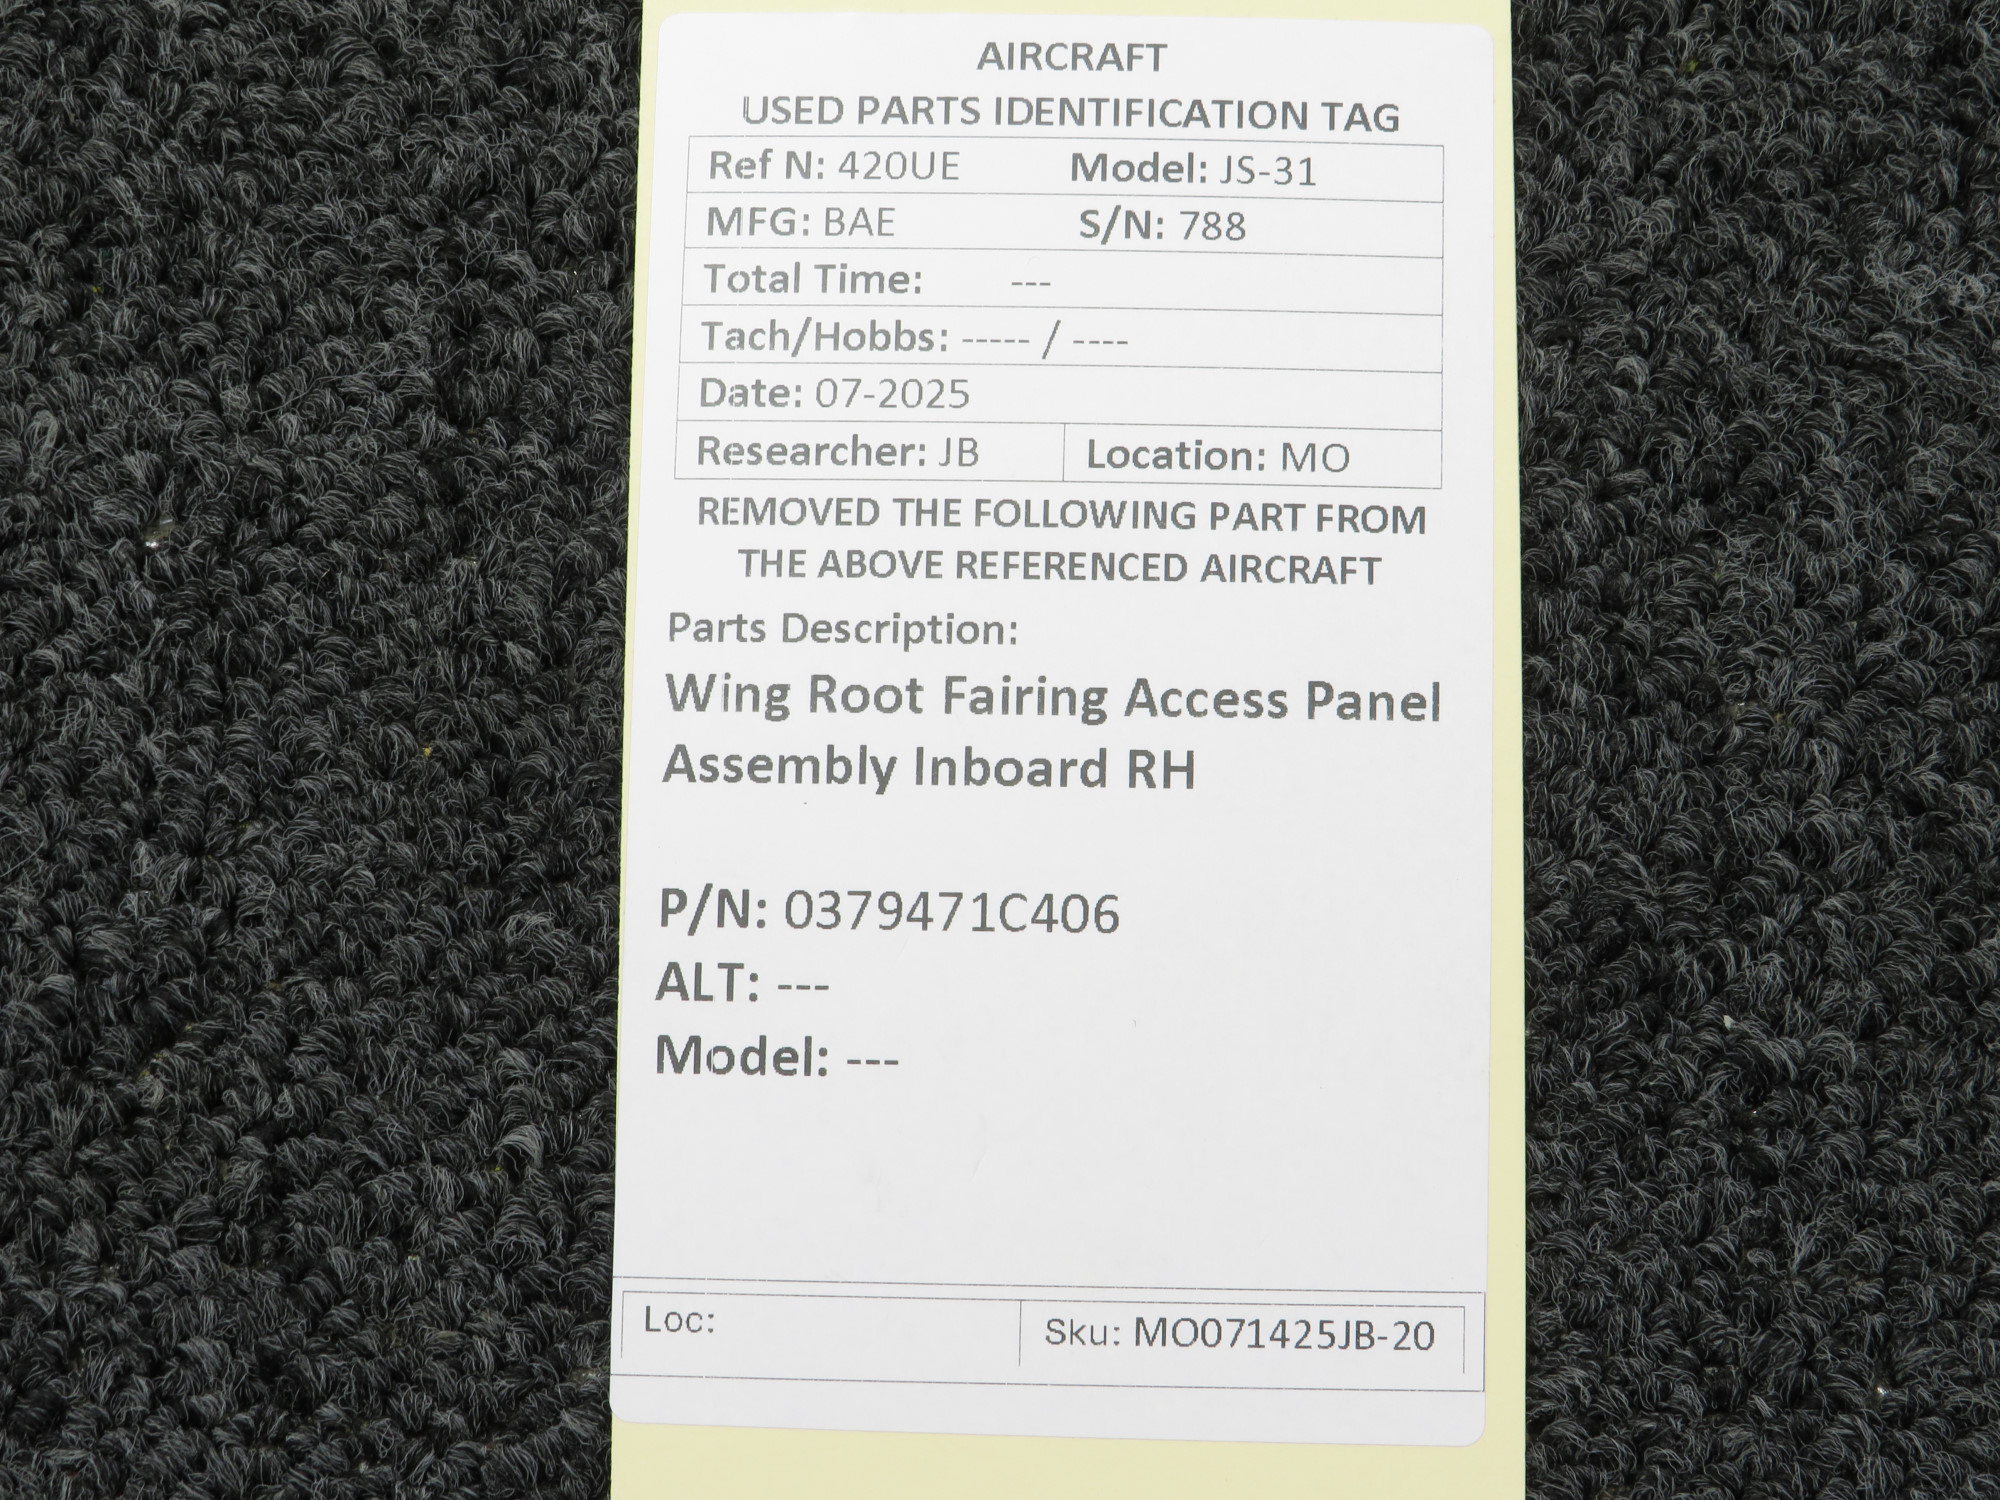 AIRCRAFT
USED PARTS IDENTIFICATION TAG
Ref N: 420UE Model: JS-31
MFG: BAE S/N: 788
Total Time: ---
Tach/Hobbs: ----- / ----
Date: 07-2025
Researcher: JB Location: MO
REMOVED THE FOLLOWING PART FROM
THE ABOVE REFERENCED AIRCRAFT
Parts Description:
Wing Root Fairing Access Panel
Assembly Inboard RH
P/N: 0379471C406
ALT: ---
Model: ---
Loc: Sku: MO071425JB-20